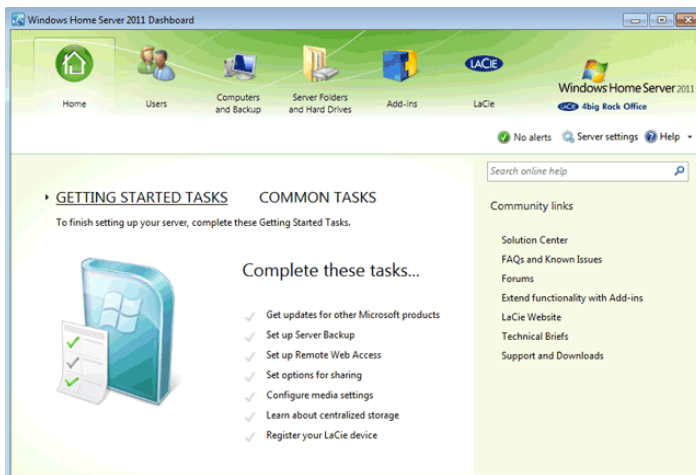 Windows Home Server 2011 Dashboard
Home
Users
Computers
and Backup
Server Folders
and Hard Drives
Add-ins
LACIE
LaCie
Windows Home Server 2011
LACIE 4big Rack Office
No alerts
Server settings
Help
Search online help
GETTING STARTED TASKS
COMMON TASKS
To finish setting up your server, complete these Getting Started Tasks.
Complete these tasks...
Get updates for other Microsoft products
Set up Server Backup
Set up Remote Web Access
Set options for sharing
Configure media settings
Learn about centralized storage
Register your LaCie device
Community links
Solution Center
FAQs and Known Issues
Forums
Extend functionality with Add-ins
LaCie Website
Technical Briefs
Support and Downloads